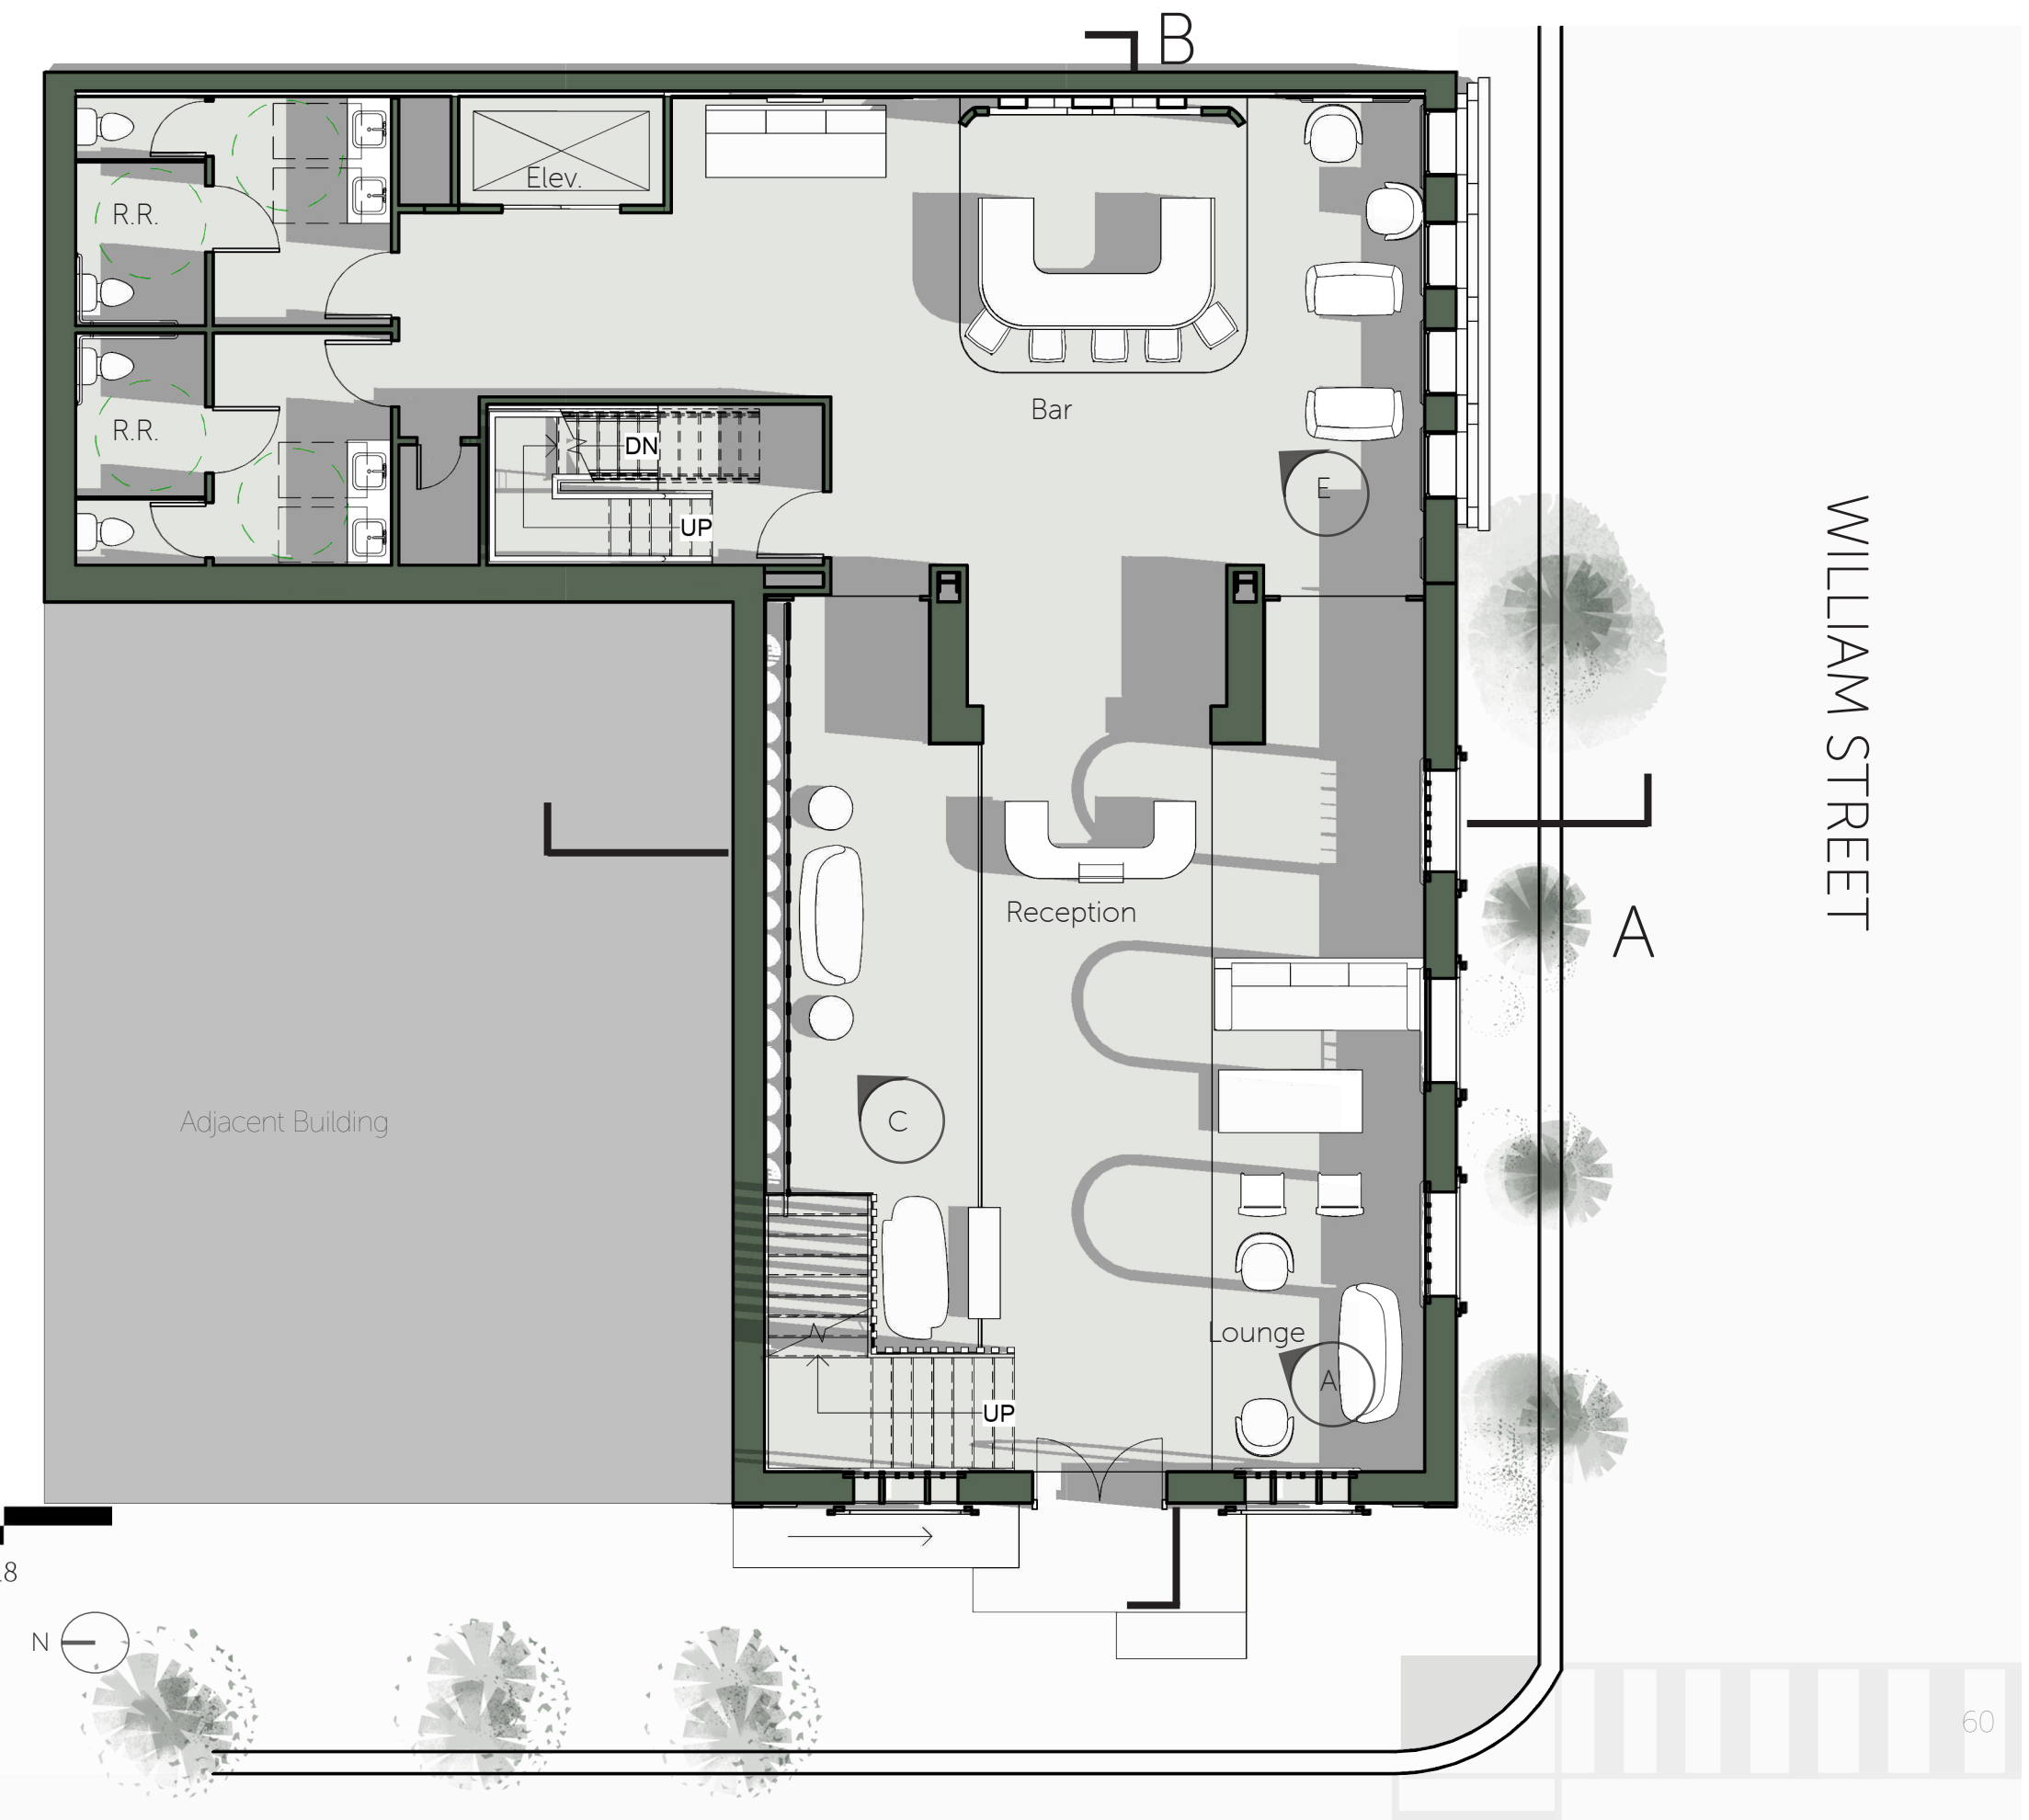 B
Elev.
R.R.
R.R.
DN
UP
Bar
E
WILLIAM STREET
Reception
A
Adjacent Building
C
Lounge
A
UP
N
60